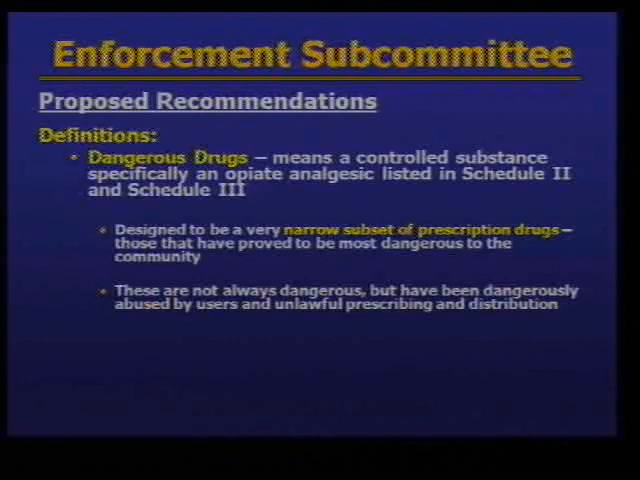 Enforcement Subcommittee
Proposed Recommendations
Definitions:
• Dangerous Drugs – means a controlled substance
specifically an opiate analgesic listed in Schedule II
and Schedule III
• Designed to be a very narrow subset of prescription drugs –
those that have proved to be most dangerous to the
community
• These are not always dangerous, but have been dangerously
abused by users and unlawful prescribing and distribution